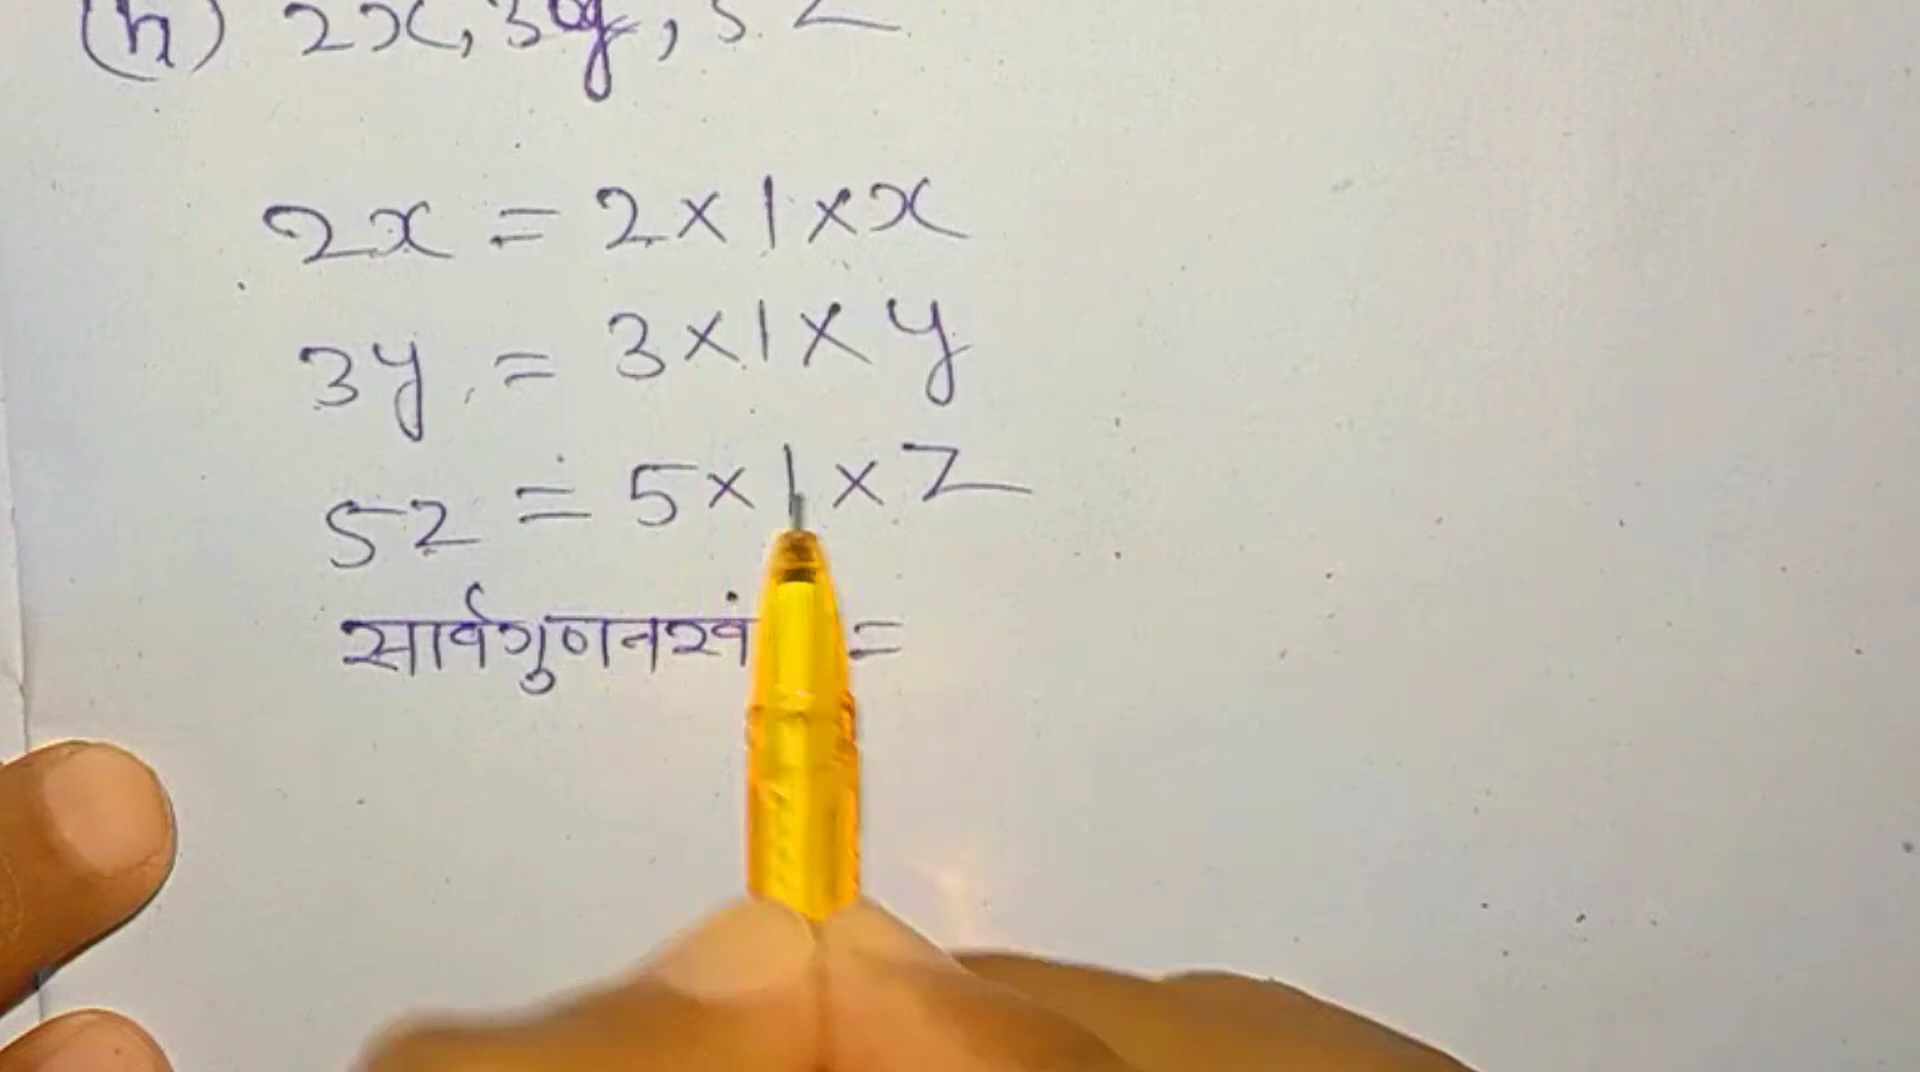 (h) 2x, 3y, 5z
2x = 2 × 1 × x
3y = 3 × 1 × y
5z = 5 × 1 × z
सार्वगुणनखं =